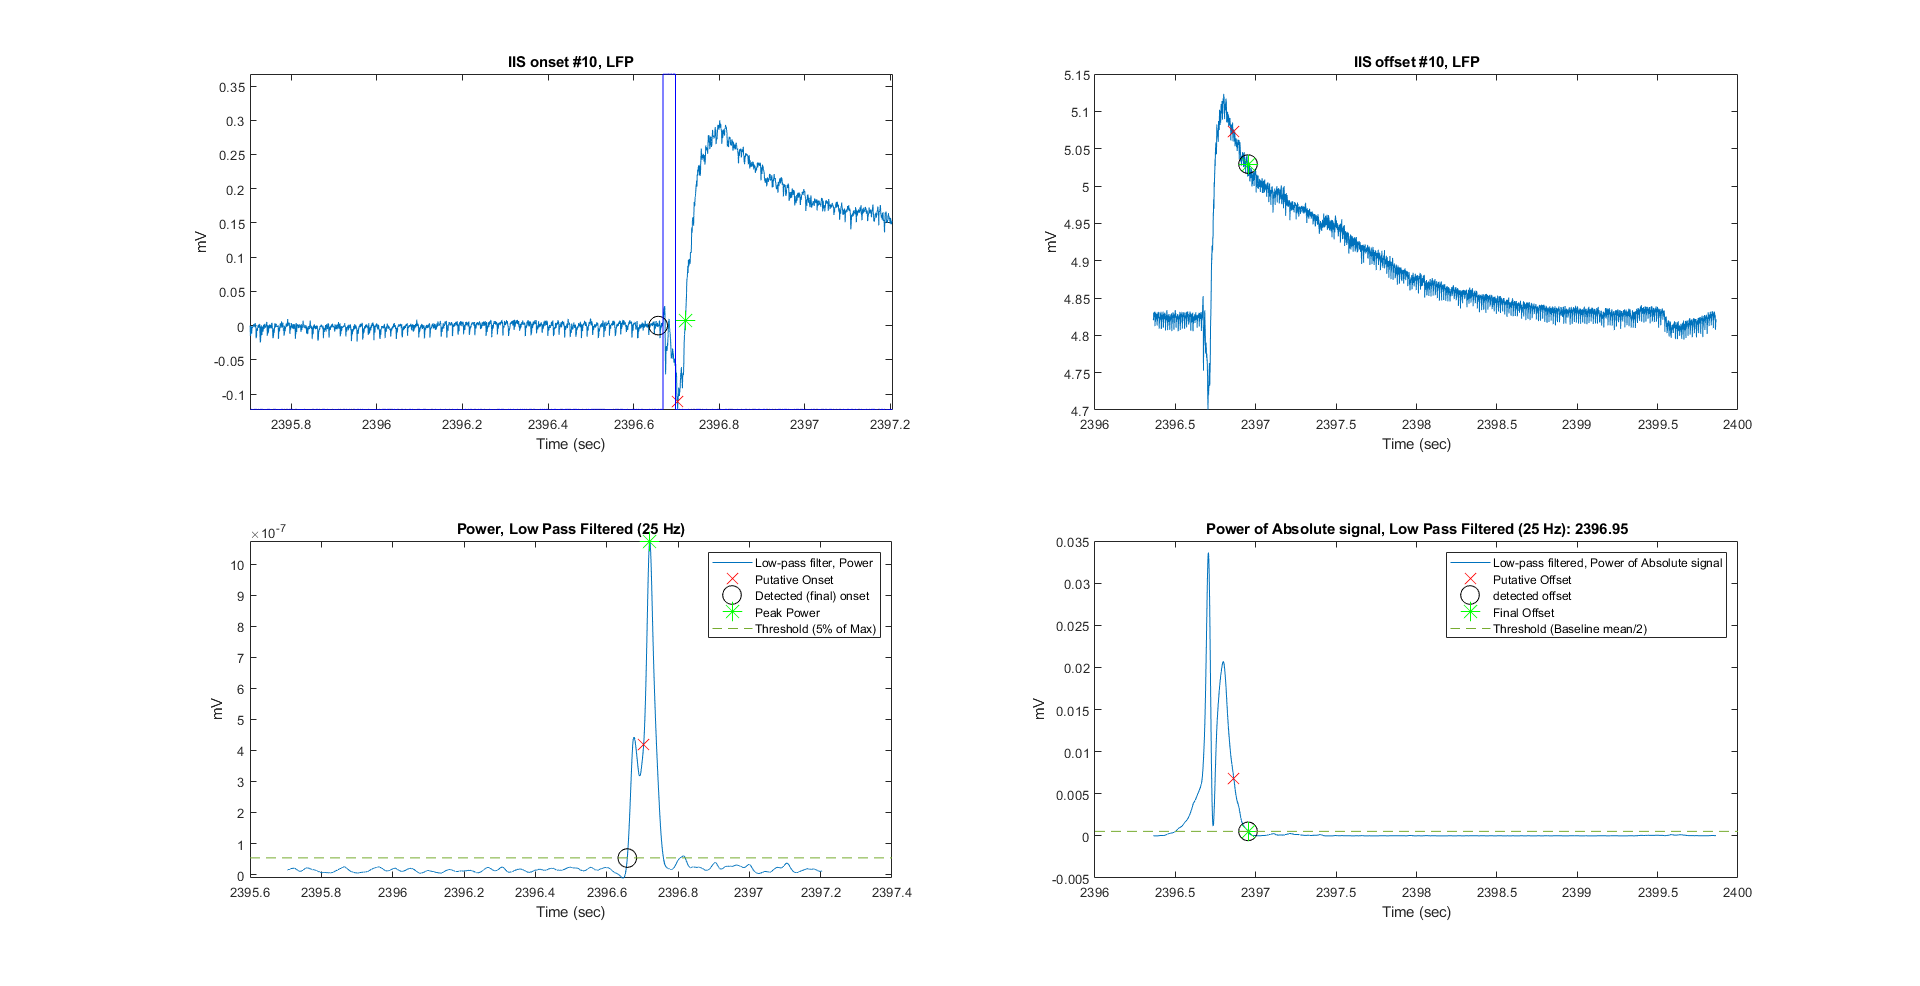 IIS onset #10, LFP
0.35
0.3
0.25
0.2
0.15
0.1
0.05
0
-0.05
-0.1
mV
2395.8 2396 2396.2 2396.4 2396.6 2396.8 2397 2397.2
Time (sec)
IIS offset #10, LFP
5.15
5.1
5.05
5
4.95
4.9
4.85
4.8
4.75
4.7
mV
2396 2396.5 2397 2397.5 2398 2398.5 2399 2399.5 2400
Time (sec)
Power, Low Pass Filtered (25 Hz)
×10-7
10
9
8
7
6
5
4
3
2
1
0
mV
Low-pass filter, Power
Putative Onset
Detected (final) onset
Peak Power
Threshold (5% of Max)
2395.6 2395.8 2396 2396.2 2396.4 2396.6 2396.8 2397 2397.2 2397.4
Time (sec)
Power of Absolute signal, Low Pass Filtered (25 Hz): 2396.95
0.035
0.03
0.025
0.02
0.015
0.01
0.005
0
-0.005
mV
Low-pass filtered, Power of Absolute signal
Putative Offset
detected offset
Final Offset
Threshold (Baseline mean/2)
2396 2396.5 2397 2397.5 2398 2398.5 2399 2399.5 2400
Time (sec)